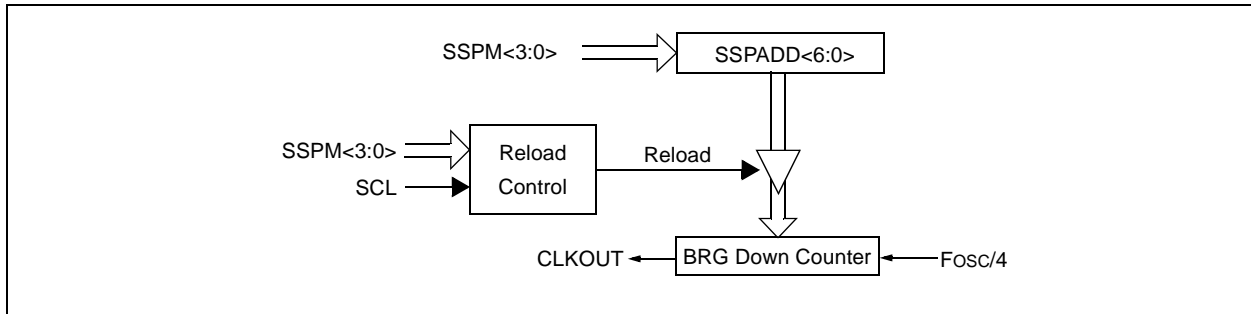 SSPM<3:0>
SSPADD<6:0>
SSPM<3:0>
SCL
Reload
Control
Reload
CLKOUT
BRG Down Counter
FOSC/4